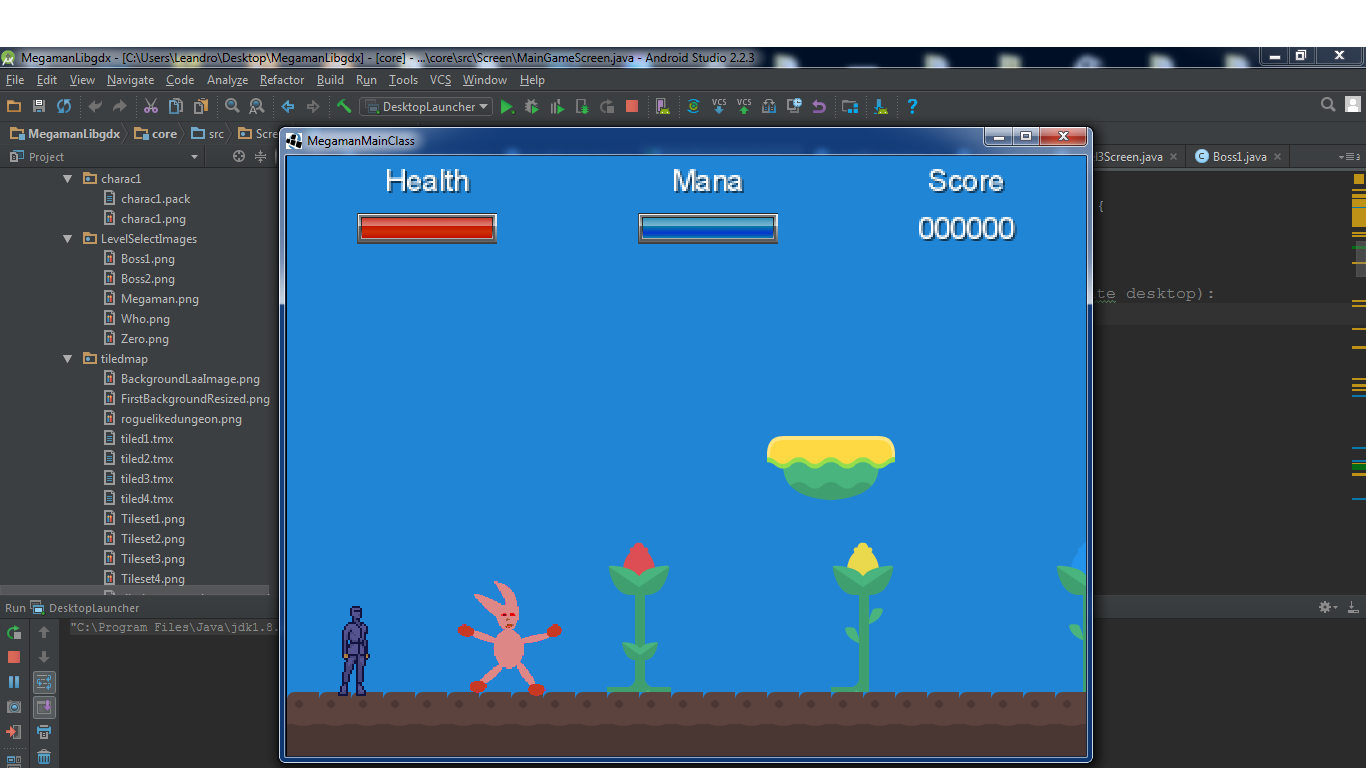 MegamanLibgdx - [C:\Users\Leandro\Desktop\MegamanLibgdx] - [core] - ...\core\src\Screen\MainGameScreen.java - Android Studio 2.2.3
File Edit View Navigate Code Analyze Refactor Build Run Tools VCS Window Help
DesktopLauncher VCS VCS ?
MegamanLibgdx core src Scre
MegamanMainClass
Project
l3Screen.java Boss1.java
Health Mana Score
000000
charac1
charac1.pack
charac1.png
LevelSelectImages
Boss1.png
Boss2.png
Megaman.png
Who.png
Zero.png
tiledmap
BackgroundLaaImage.png
FirstBackgroundResized.png
roguelikedungeon.png
tiled1.tmx
tiled2.tmx
tiled3.tmx
tiled4.tmx
Tileset1.png
Tileset2.png
Tileset3.png
Tileset4.png
{
te desktop):
Run DesktopLauncher
"C:\Program Files\Java\jdk1.8.